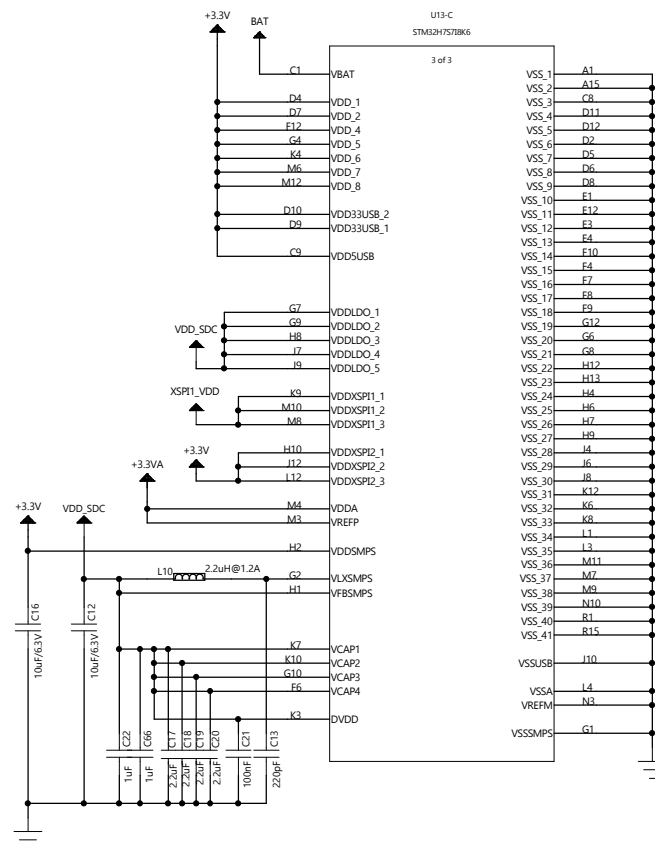 U13-C
STM32H7S7I8K6
3 of 3
+3.3V
BAT
C1 VBAT
D4 VDD_1
D7 VDD_2
F12 VDD_4
G4 VDD_5
K4 VDD_6
M6 VDD_7
M12 VDD_8
D10 VDD33USB_2
D9 VDD33USB_1
C9 VDD5USB
VDD_SDC
G7 VDDLDO_1
G9 VDDLDO_2
H8 VDDLDO_3
J7 VDDLDO_4
J9 VDDLDO_5
XSPI1_VDD
K9 VDDXSPI1_1
M10 VDDXSPI1_2
M8 VDDXSPI1_3
+3.3V
H10 VDDXSPI2_1
J12 VDDXSPI2_2
L12 VDDXSPI2_3
+3.3VA
M4 VDDA
M3 VREFP
+3.3V
VDD_SDC
H2 VDDSMPS
L10
2.2uH@1.2A
G2 VLXSMPS
H1 VFBSMPS
K7 VCAP1
K10 VCAP2
G10 VCAP3
F6 VCAP4
K3 DVDD
C16
10uF/6.3V
C12
10uF/6.3V
C22
1uF
C66
1uF
C17
2.2uF
C18
2.2uF
C19
2.2uF
C20
2.2uF
C21
100nF
C13
220pF
VSS_1 A1
VSS_2 A15
VSS_3 C8
VSS_4 D11
VSS_5 D12
VSS_6 D2
VSS_7 D5
VSS_8 D6
VSS_9 D8
VSS_10 E1
VSS_11 E12
VSS_12 E3
VSS_13 E4
VSS_14 F10
VSS_15 F4
VSS_16 F7
VSS_17 F8
VSS_18 F9
VSS_19 G12
VSS_20 G6
VSS_21 G8
VSS_22 H12
VSS_23 H13
VSS_24 H4
VSS_25 H6
VSS_26 H7
VSS_27 H9
VSS_28 J4
VSS_29 J6
VSS_30 J8
VSS_31 K12
VSS_32 K6
VSS_33 K8
VSS_34 L1
VSS_35 L3
VSS_36 M11
VSS_37 M7
VSS_38 M9
VSS_39 N10
VSS_40 R1
VSS_41 R15
VSSUSB J10
VSSA L4
VREFM N3
VSSSMPS G1